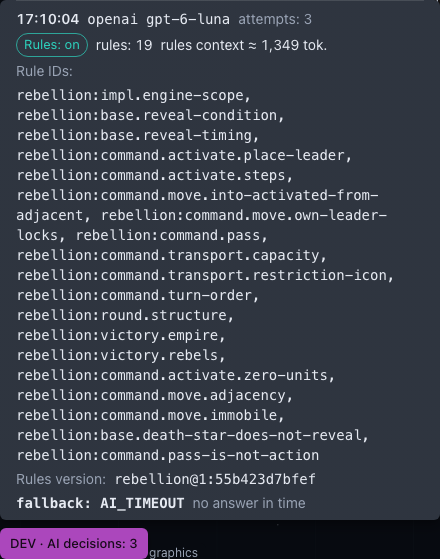 17:10:04 openai gpt-6-luna attempts: 3
Rules: on rules: 19 rules context ≈ 1,349 tok.
Rule IDs:
rebellion:impl.engine-scope,
rebellion:base.reveal-condition,
rebellion:base.reveal-timing,
rebellion:command.activate.place-leader,
rebellion:command.activate.steps,
rebellion:command.move.into-activated-from-
adjacent, rebellion:command.move.own-leader-
locks, rebellion:command.pass,
rebellion:command.transport.capacity,
rebellion:command.transport.restriction-icon,
rebellion:command.turn-order,
rebellion:round.structure,
rebellion:victory.empire,
rebellion:victory.rebels,
rebellion:command.activate.zero-units,
rebellion:command.move.adjacency,
rebellion:command.move.immobile,
rebellion:base.death-star-does-not-reveal,
rebellion:command.pass-is-not-action
Rules version: rebellion@1:55b423d7bfef
fallback: AI_TIMEOUT no answer in time
DEV · AI decisions: 3
graphics